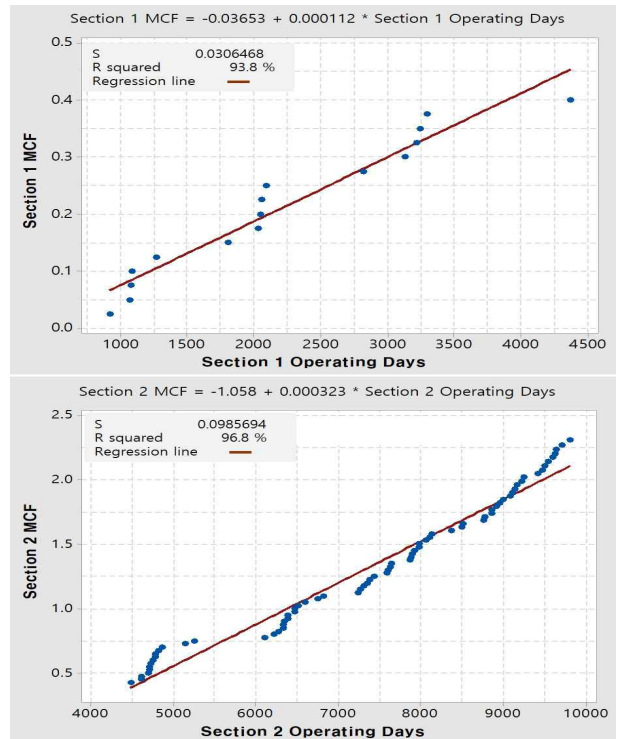 Section 1 MCF = -0.03653 + 0.000112 * Section 1 Operating Days
S 0.0306468
R squared 93.8 %
Regression line
Section 1 MCF
0.5
0.4
0.3
0.2
0.1
0.0
1000 1500 2000 2500 3000 3500 4000 4500
Section 1 Operating Days
Section 2 MCF = -1.058 + 0.000323 * Section 2 Operating Days
S 0.0985694
R squared 96.8 %
Regression line
Section 2 MCF
2.5
2.0
1.5
1.0
0.5
4000 5000 6000 7000 8000 9000 10000
Section 2 Operating Days